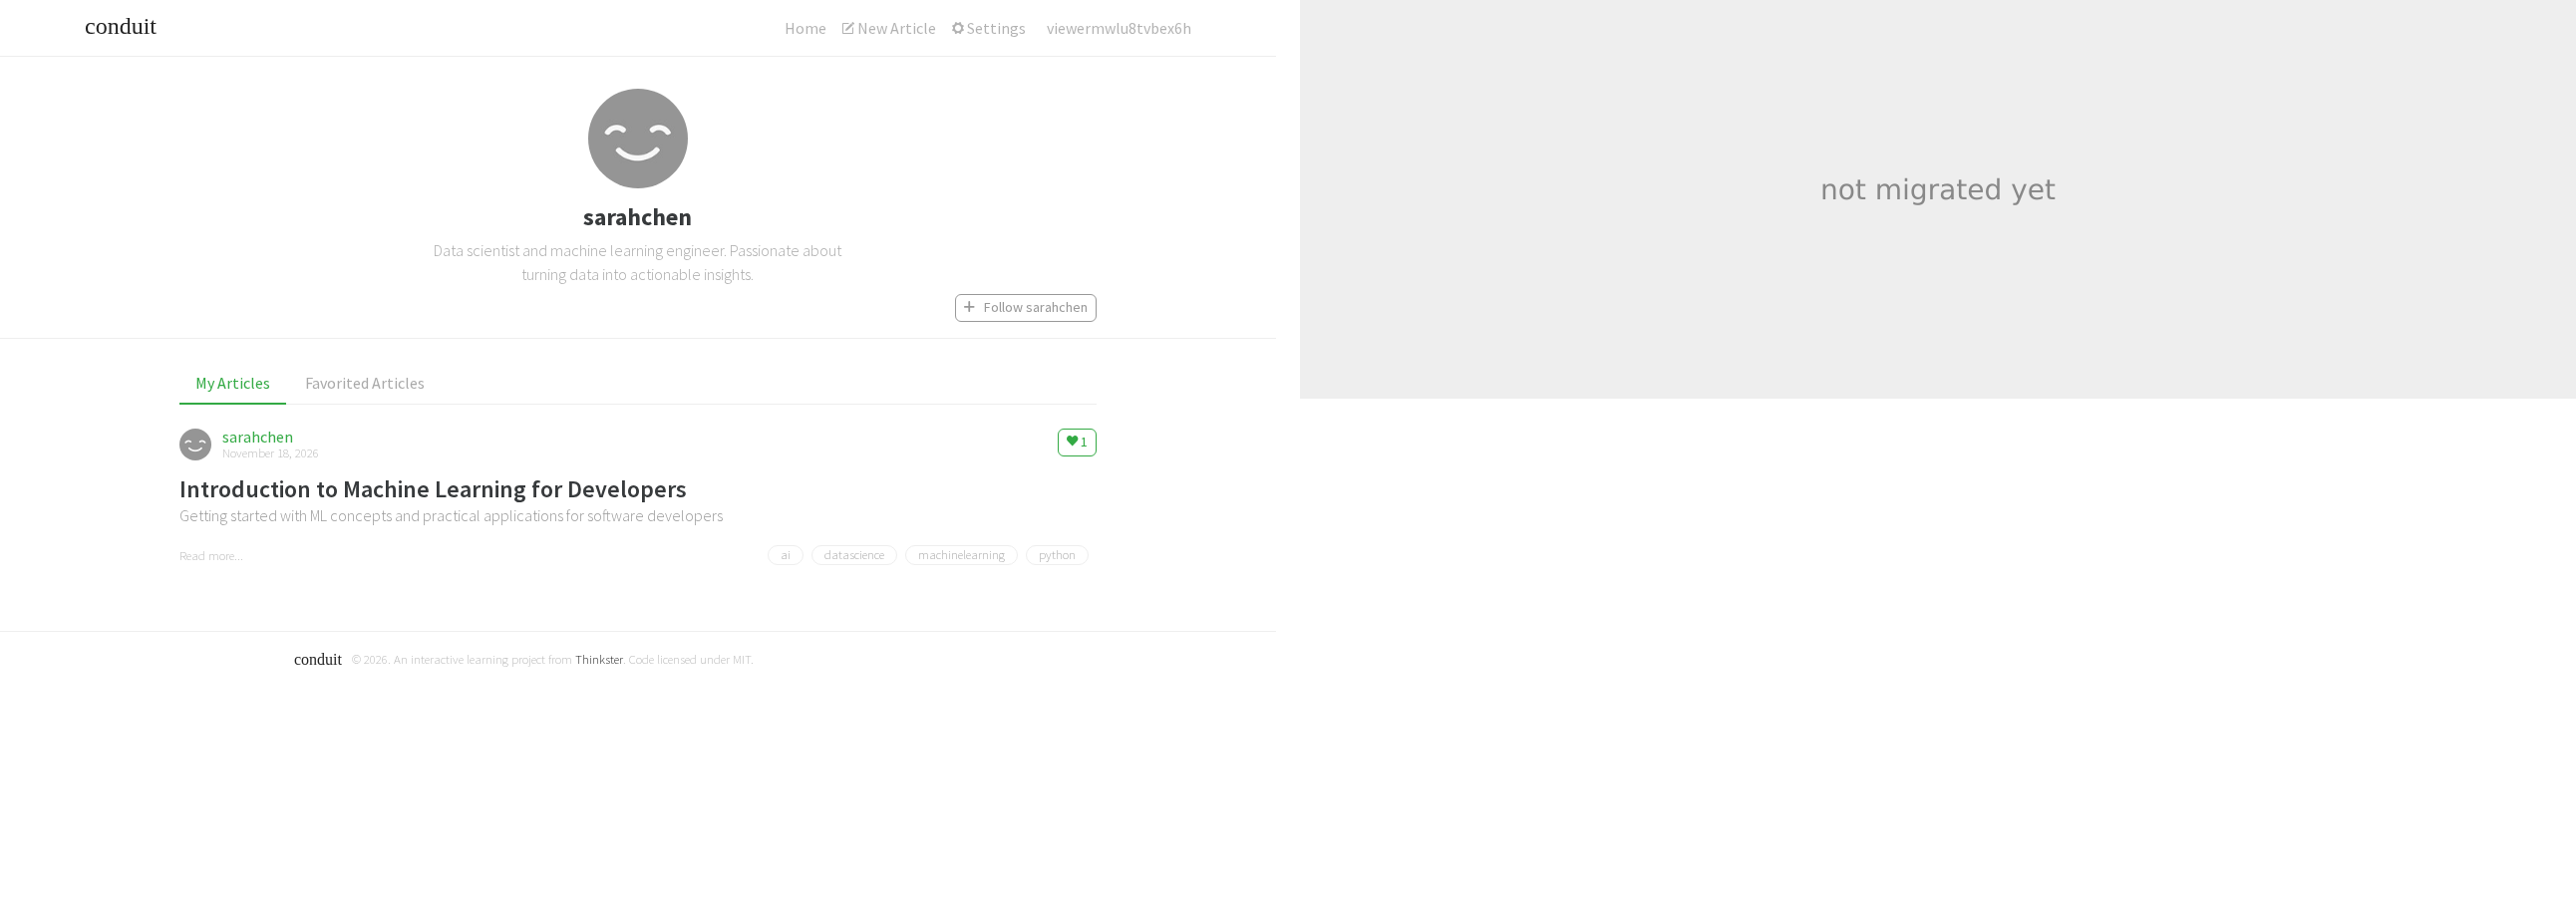 conduit
Home New Article Settings viewermwlu8tvbex6h
sarahchen
Data scientist and machine learning engineer. Passionate about
turning data into actionable insights.
+ Follow sarahchen
My Articles Favorited Articles
sarahchen
November 18, 2026
1
Introduction to Machine Learning for Developers
Getting started with ML concepts and practical applications for software developers
Read more...
ai datascience machinelearning python
conduit © 2026. An interactive learning project from Thinkster. Code licensed under MIT.
not migrated yet